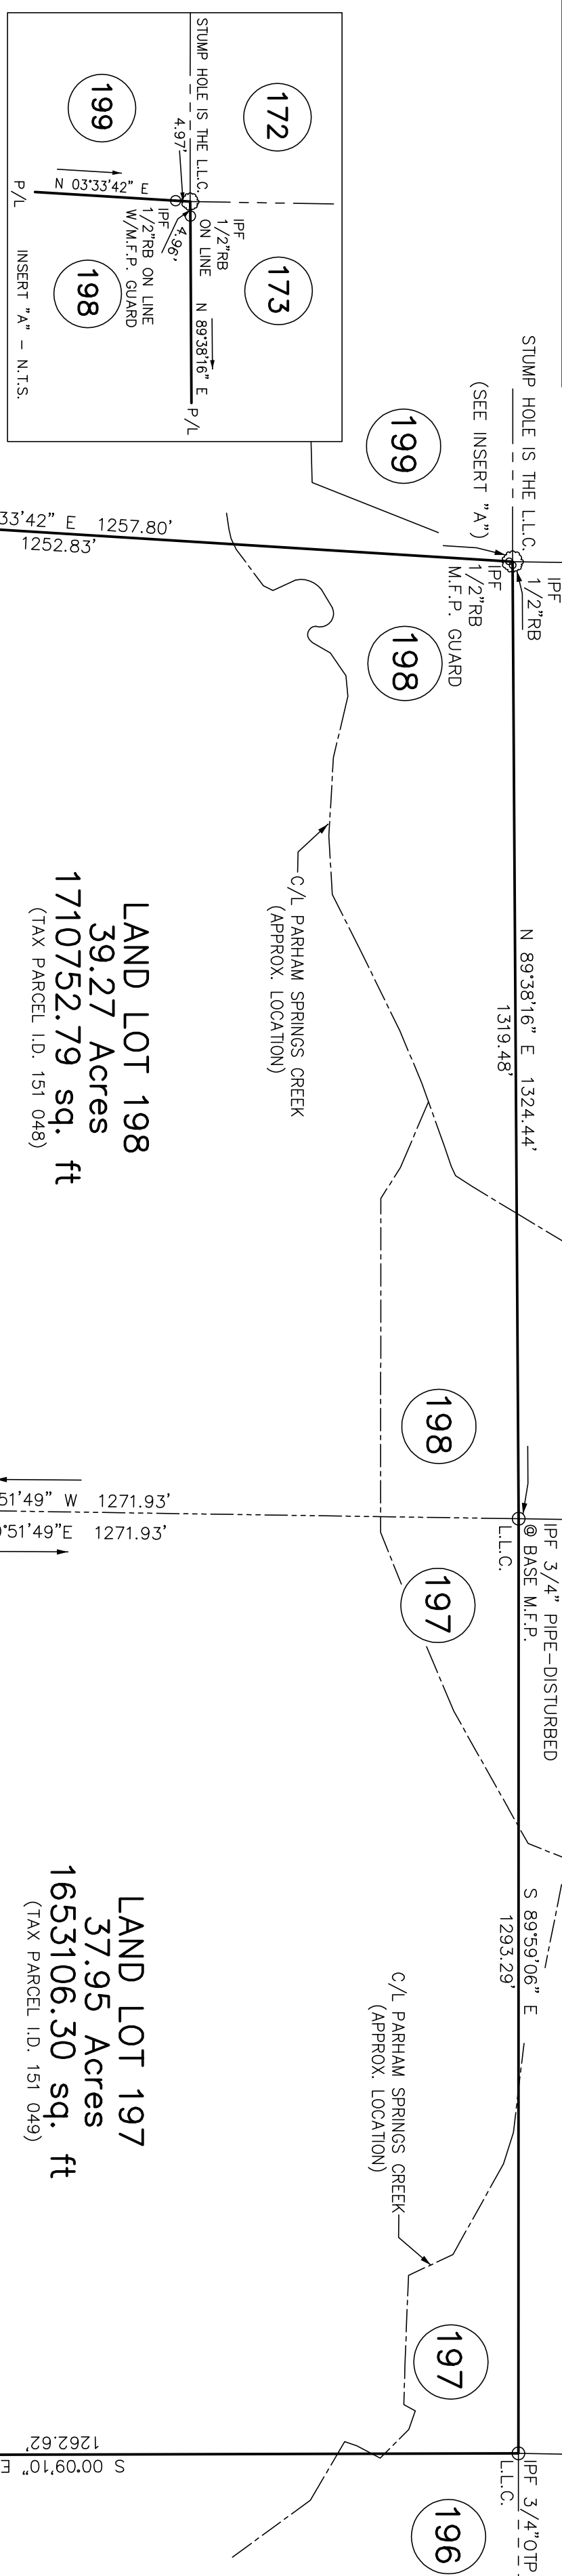 STUMP HOLE IS THE L.L.C.
172
173
199
198
4.97'
4.96'
IPF
1/2"RB
ON LINE
N 89°38'16" E
P/L
IPF
1/2"RB ON LINE
W/M.F.P. GUARD
N 03°33'42" E
P/L
INSERT "A" - N.T.S.
STUMP HOLE IS THE L.L.C.
(SEE INSERT "A")
199
IPF
1/2"RB
IPF
1/2"RB
M.F.P. GUARD
198
33'42" E 1257.80'
1252.83'
N 89°38'16" E 1324.44'
1319.48'
C/L PARHAM SPRINGS CREEK
(APPROX. LOCATION)
LAND LOT 198
39.27 Acres
1710752.79 sq. ft
(TAX PARCEL I.D. 151 048)
198
51'49" W 1271.93'
°51'49"E 1271.93'
IPF 3/4" PIPE-DISTURBED
@ BASE M.F.P.
L.L.C.
197
S 89°59'06" E
1293.29'
C/L PARHAM SPRINGS CREEK
(APPROX. LOCATION)
LAND LOT 197
37.95 Acres
1653106.30 sq. ft
(TAX PARCEL I.D. 151 049)
197
IPF 3/4"OTP
L.L.C.
S 00°09'10" E
1262.62'
196